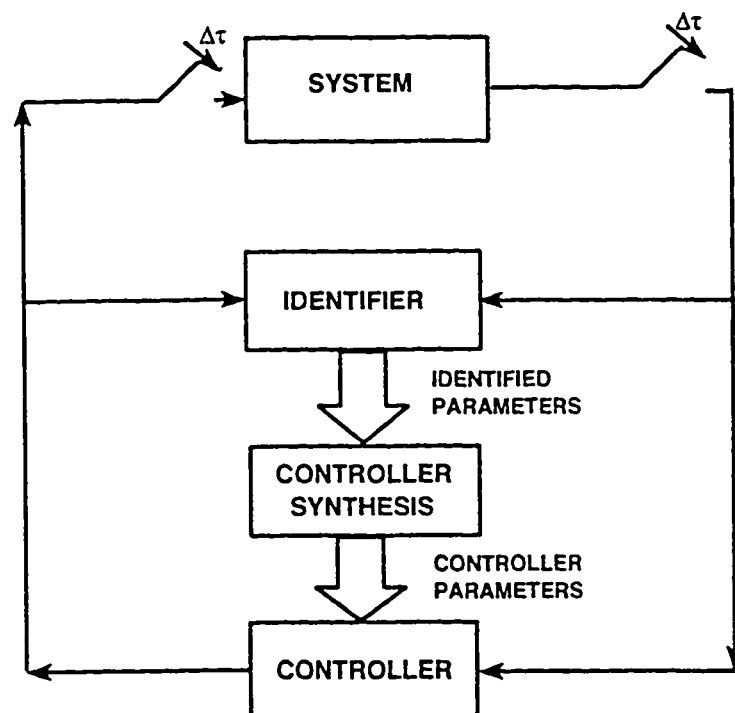 Δτ
Δτ
SYSTEM
IDENTIFIER
IDENTIFIED
PARAMETERS
CONTROLLER
SYNTHESIS
CONTROLLER
PARAMETERS
CONTROLLER